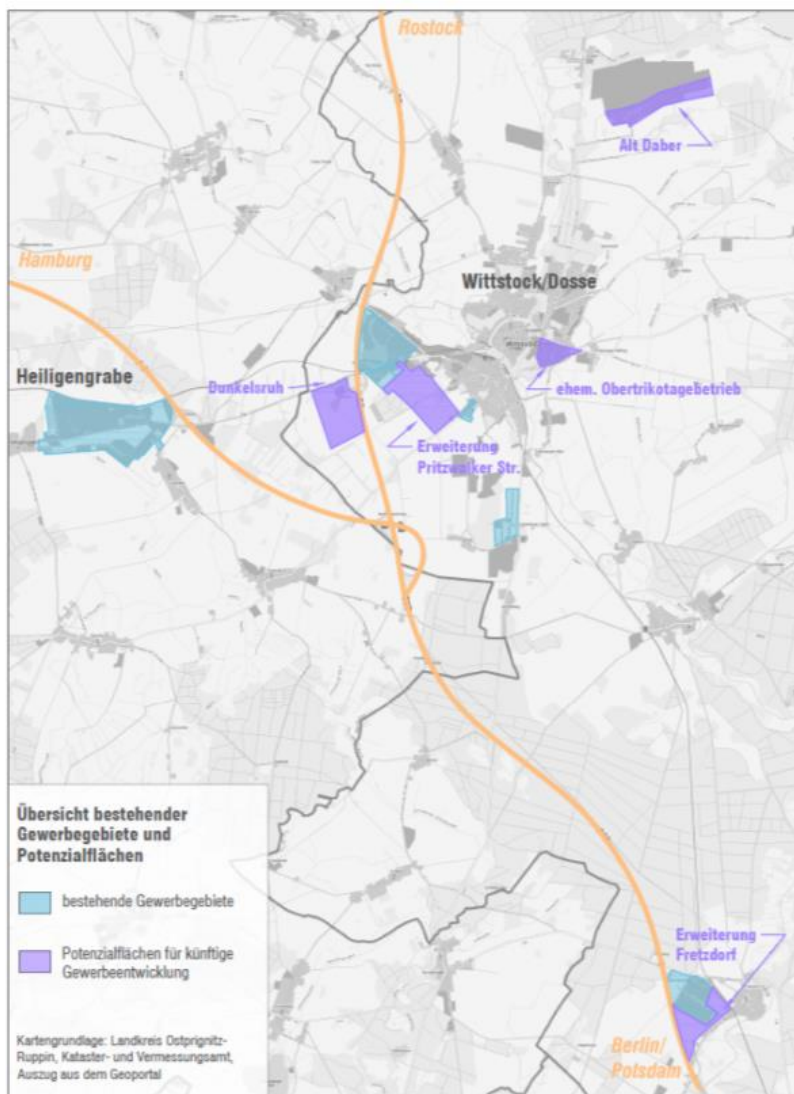 Rostock
Alt Daber
Hamburg
Wittstock/Dosse
Heiligengrabe
Dunkelsruh
ehem. Obertrikotagebetrieb
Erweiterung
Pritzwalker Str.
Übersicht bestehender
Gewerbegebiete und
Potenzialflächen
bestehende Gewerbegebiete
Potenzialflächen für künftige
Gewerbeentwicklung
Kartengrundlage: Landkreis Ostprignitz-
Ruppin, Kataster- und Vermessungsamt,
Auszug aus dem Geoportal
Erweiterung
Fretzdorf
Berlin/
Potsdam